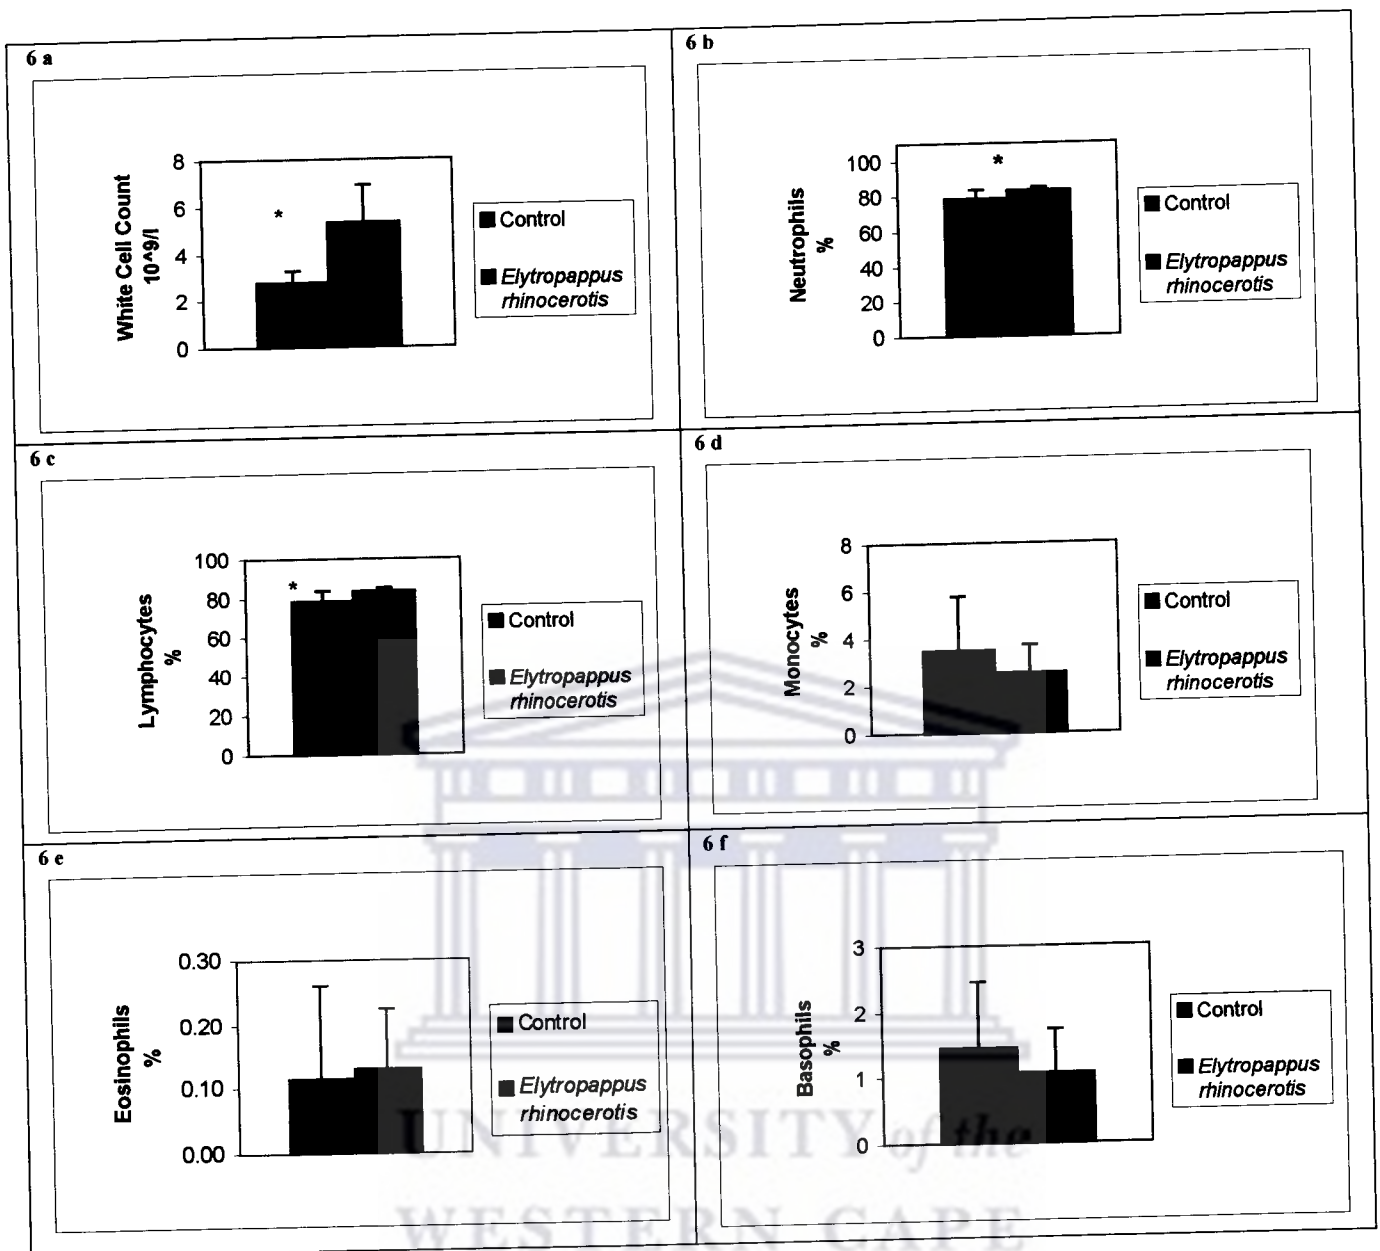 6 a
White Cell Count
10^9/l
8
6
4
2
0
*
Control
Elytropappus
rhinocerotis
6 b
Neutrophils
%
100
80
60
40
20
0
*
Control
Elytropappus
rhinocerotis
6 c
Lymphocytes
%
100
80
60
40
20
0
*
Control
Elytropappus
rhinocerotis
6 d
Monocytes
%
8
6
4
2
0
Control
Elytropappus
rhinocerotis
6 e
Eosinophils
%
0.30
0.20
0.10
0.00
Control
Elytropappus
rhinocerotis
6 f
Basophils
%
3
2
1
0
Control
Elytropappus
rhinocerotis
UNIVERSITY of the
WESTERN CAPE